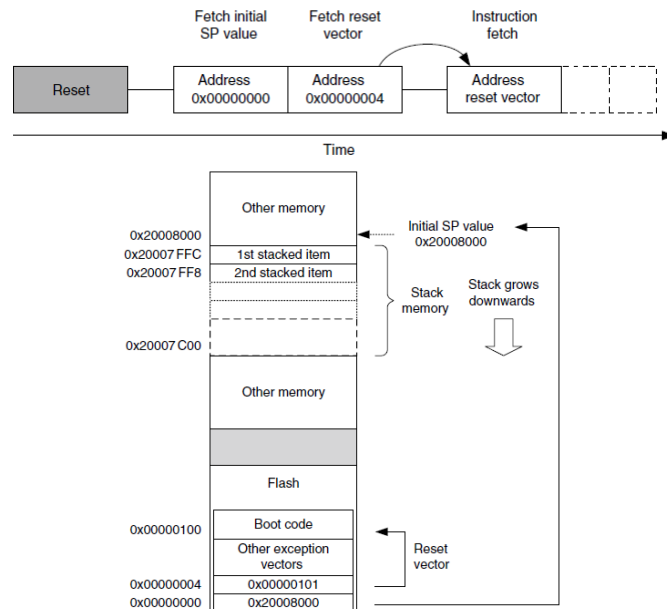 Fetch initial
SP value
Fetch reset
vector
Instruction
fetch
Reset
Address
0x00000000
Address
0x00000004
Address
reset vector
Time
Other memory
0x20008000
Initial SP value
0x20008000
0x20007FFC
1st stacked item
0x20007FF8
2nd stacked item
Stack
memory
Stack grows
downwards
0x20007C00
Other memory
Flash
0x00000100
Boot code
Other exception
vectors
Reset
vector
0x00000004
0x00000101
0x00000000
0x20008000